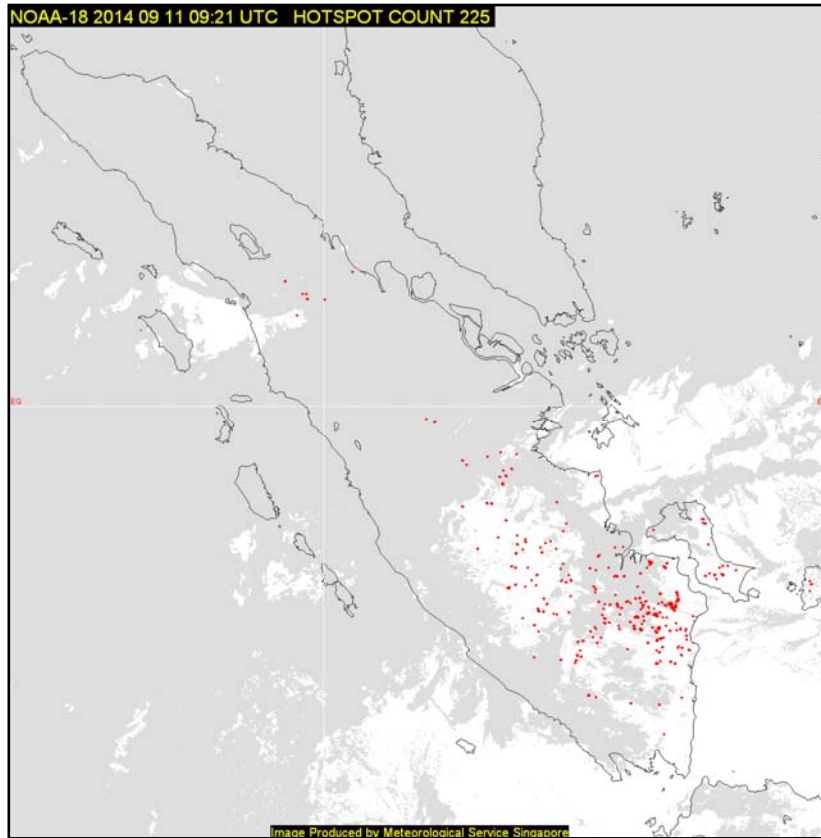 NOAA-18 2014 09 11 09:21 UTC HOTSPOT COUNT 225
EQ
Image Produced by Meteorological Service Singapore